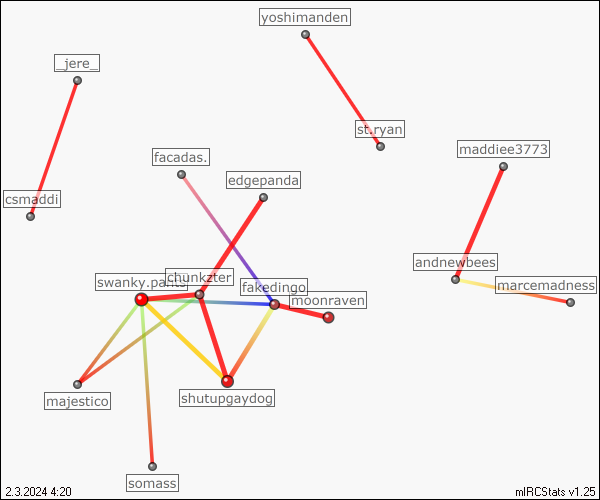 yoshimanden
_jere_
st.ryan
maddiee3773
facadas.
edgepanda
csmaddi
andnewbees
chunkzter
swanky.pants
fakedingo
marcemadness
moonraven
shutupgaydog
majestico
somass
2.3.2024 4:20
mIRCStats v1.25